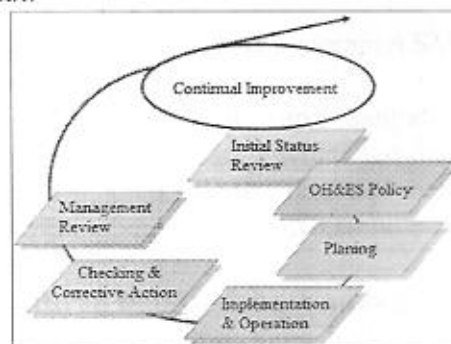 Continual Improvement
Initial Status
Review
OH&ES Policy
Planing
Implementation
& Operation
Checking &
Corrective Action
Management
Review